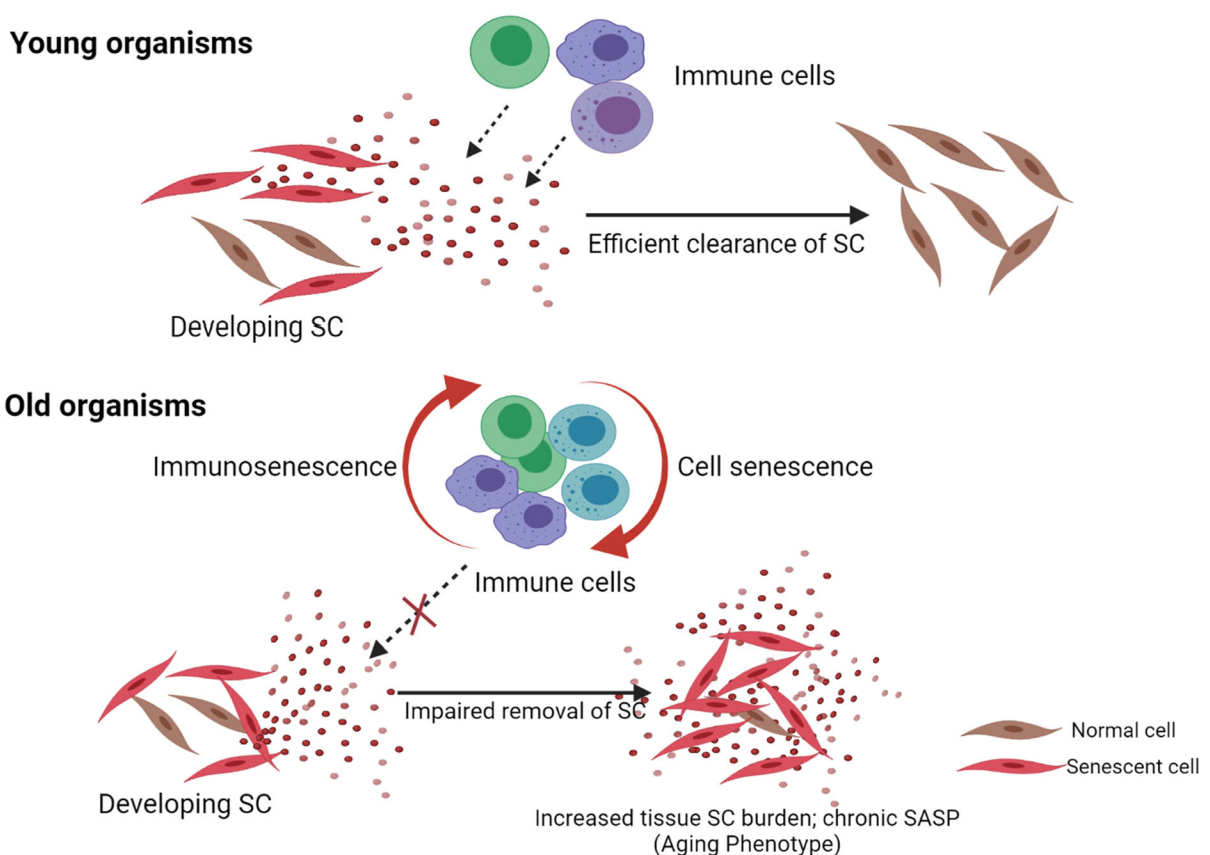 Young organisms
Immune cells
Efficient clearance of SC
Developing SC
Old organisms
Immunosenescence
Cell senescence
Immune cells
Impaired removal of SC
Developing SC
Normal cell
Senescent cell
Increased tissue SC burden; chronic SASP
(Aging Phenotype)